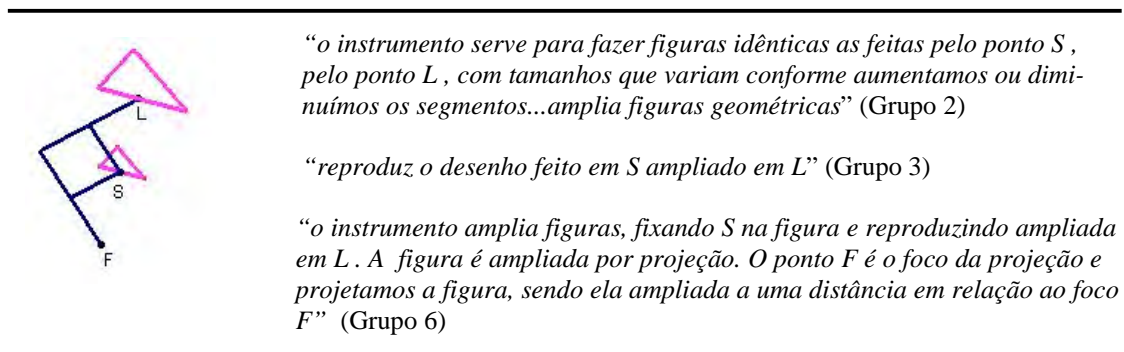 “o instrumento serve para fazer figuras idênticas as feitas pelo ponto S ,
pelo ponto L , com tamanhos que variam conforme aumentamos ou dimi-
nuímos os segmentos...amplia figuras geométricas” (Grupo 2)
“reproduz o desenho feito em S ampliado em L” (Grupo 3)
“o instrumento amplia figuras, fixando S na figura e reproduzindo ampliada
em L . A figura é ampliada por projeção. O ponto F é o foco da projeção e
projetamos a figura, sendo ela ampliada a uma distância em relação ao foco
F” (Grupo 6)
L
S
F